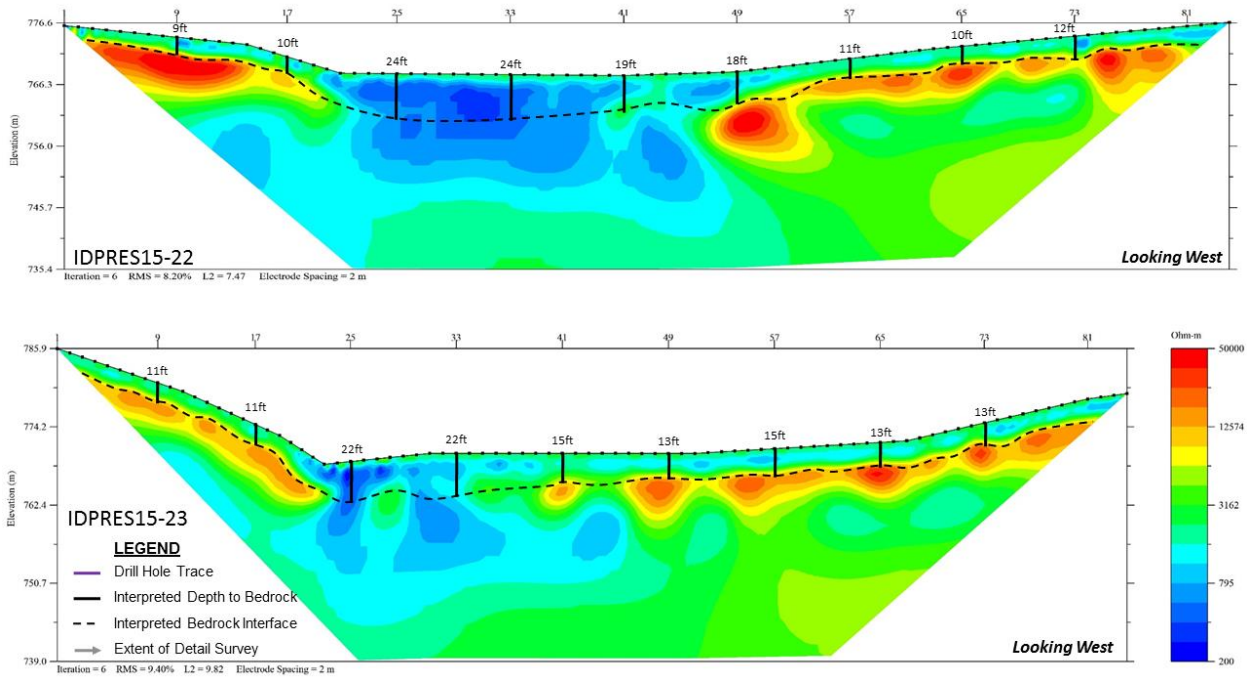 1 9 17 25 33 41 49 57 65 73 81
776.6
766.3
756.0
745.7
735.4
Elevation (m)
9ft 10ft 24ft 24ft 19ft 18ft 11ft 10ft 12ft
IDPRES15-22
Looking West
Iteration = 6 RMS = 8.20% L2 = 7.47 Electrode Spacing = 2 m
1 9 17 25 33 41 49 57 65 73 81
785.9
774.2
762.4
750.7
739.0
Elevation (m)
11ft 11ft 22ft 22ft 15ft 13ft 15ft 13ft 13ft
IDPRES15-23
LEGEND
Drill Hole Trace
Interpreted Depth to Bedrock
Interpreted Bedrock Interface
Extent of Detail Survey
Looking West
Iteration = 6 RMS = 9.40% L2 = 9.82 Electrode Spacing = 2 m
Ohm-m
50000
12574
3162
795
200